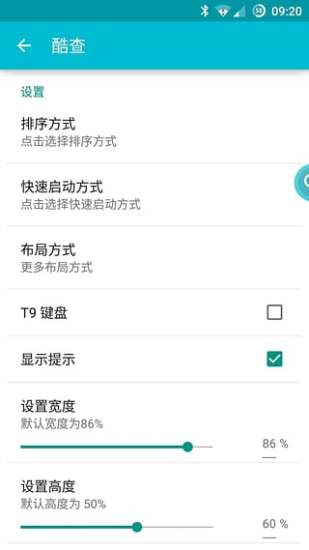 58 09:20
酷查
设置
排序方式
点击选择排序方式
快速启动方式
点击选择快速启动方式
布局方式
更多布局方式
T9 键盘
显示提示
设置宽度
默认宽度为86%
86 %
设置高度
默认高度为 50%
60 %